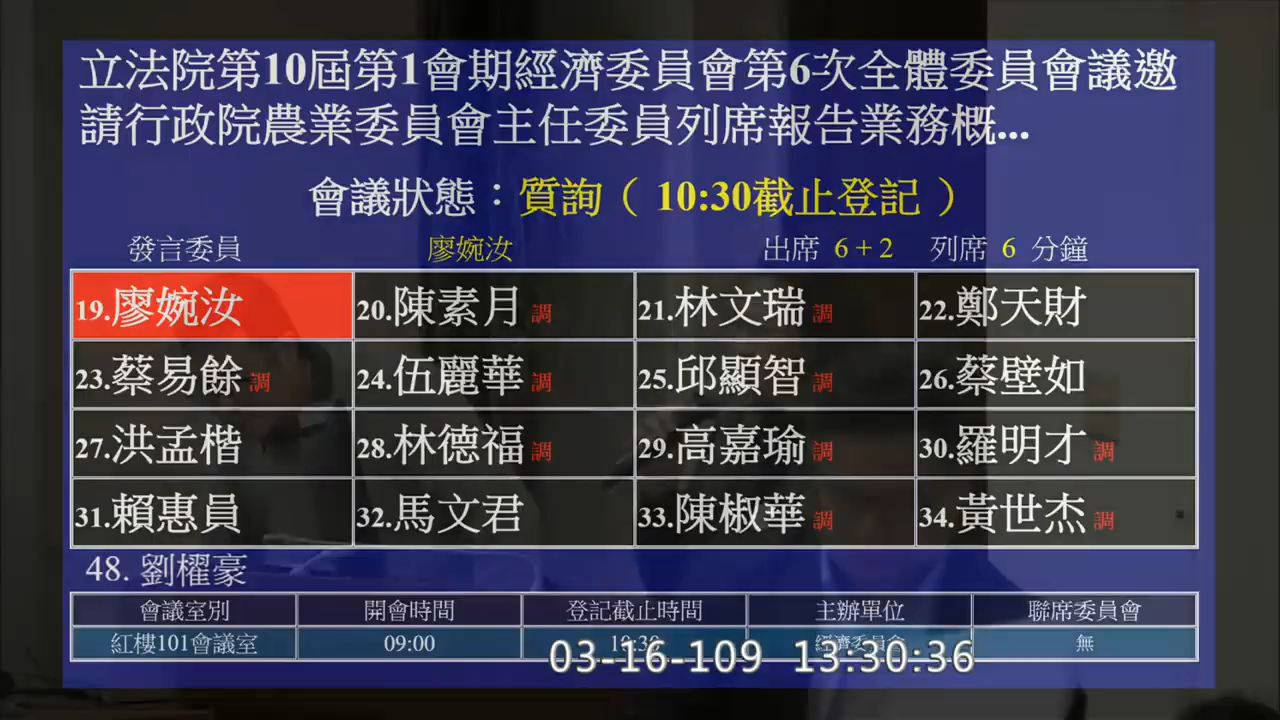 立法院第10屆第1會期經濟委員會第6次全體委員會議邀
請行政院農業委員會主任委員列席報告業務概...
會議狀態：質詢（ 10:30截止登記 ）
發言委員 廖婉汝 出席 6 + 2 列席 6 分鐘
19.廖婉汝 20.陳素月調 21.林文瑞調 22.鄭天財
23.蔡易餘調 24.伍麗華調 25.邱顯智調 26.蔡壁如
27.洪孟楷 28.林德福調 29.高嘉瑜調 30.羅明才調
31.賴惠員 32.馬文君 33.陳椒華調 34.黃世杰調
48. 劉櫂豪
會議室別 開會時間 登記截止時間 主辦單位 聯席委員會
紅樓101會議室 09:00 10:30 經濟委員會 無
03-16-109 13:30:36